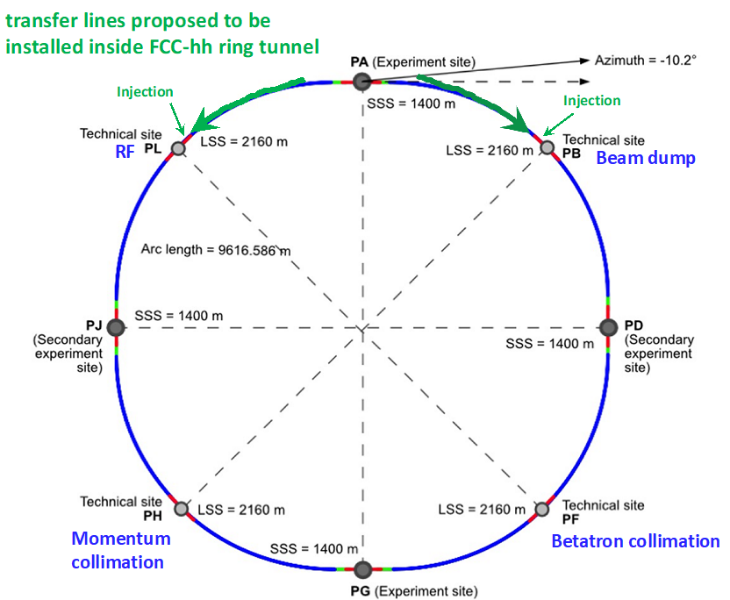 transfer lines proposed to be
installed inside FCC-hh ring tunnel
PA (Experiment site)
Azimuth = -10.2°
Injection
SSS = 1400 m
Injection
Technical site
PL
RF
LSS = 2160 m
LSS = 2160 m
Technical site
PB
Beam dump
Arc length = 9616.586 m
PJ
(Secondary
experiment
site)
SSS = 1400 m
SSS = 1400 m
PD
(Secondary
experiment
site)
Technical site
PH
LSS = 2160 m
Momentum
collimation
LSS = 2160 m
Technical site
PF
Betatron collimation
SSS = 1400 m
PG (Experiment site)